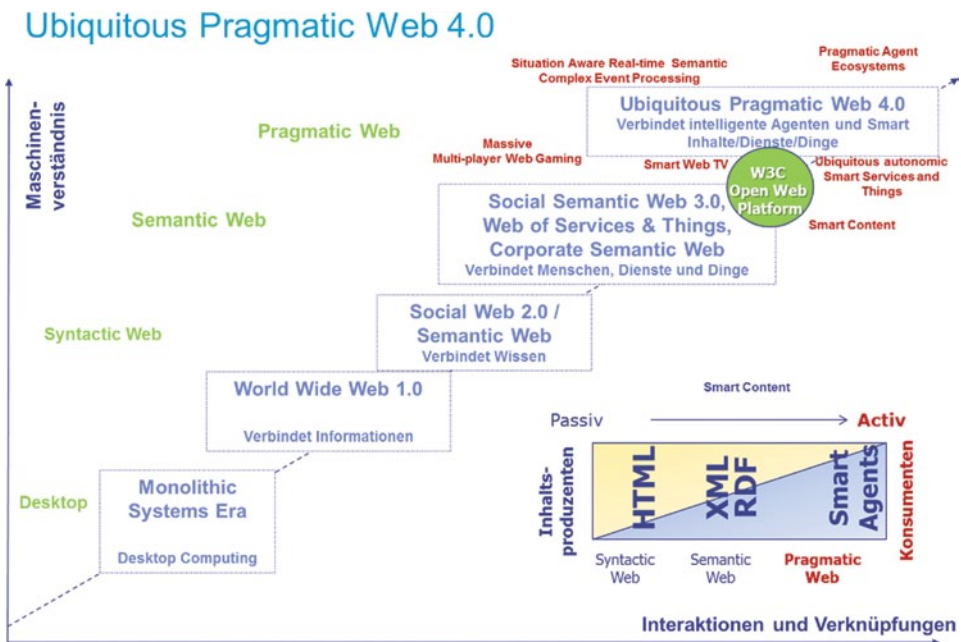 Ubiquitous Pragmatic Web 4.0
Maschinen-
verständnis
Pragmatic Web
Semantic Web
Syntactic Web
Desktop
Situation Aware Real-time Semantic
Complex Event Processing
Pragmatic Agent
Ecosystems
Ubiquitous Pragmatic Web 4.0
Verbindet intelligente Agenten und Smart
Inhalte/Dienste/Dinge
Massive
Multi-player Web Gaming
Smart Web TV
W3C
Open Web
Platform
Ubiquitous autonomic
Smart Services and
Things
Smart Content
Social Semantic Web 3.0,
Web of Services & Things,
Corporate Semantic Web
Verbindet Menschen, Dienste und Dinge
Social Web 2.0 /
Semantic Web
Verbindet Wissen
World Wide Web 1.0
Verbindet Informationen
Monolithic
Systems Era
Desktop Computing
Smart Content
Passiv
Activ
Inhalts-
produzenten
HTML
XML
RDF
Smart
Agents
Konsumenten
Syntactic
Web
Semantic
Web
Pragmatic
Web
Interaktionen und Verknüpfungen